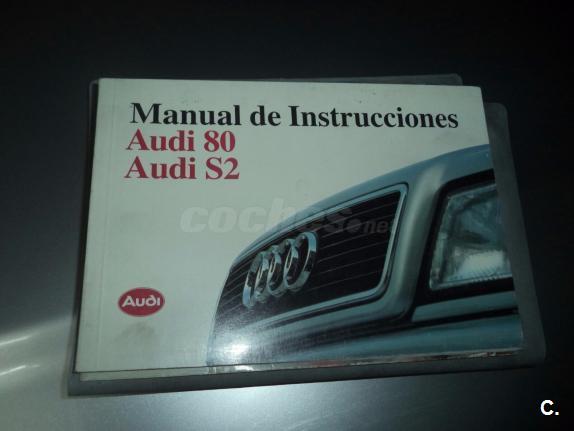 Manual de Instrucciones
Audi 80
Audi S2
coches.net
Audi
C.